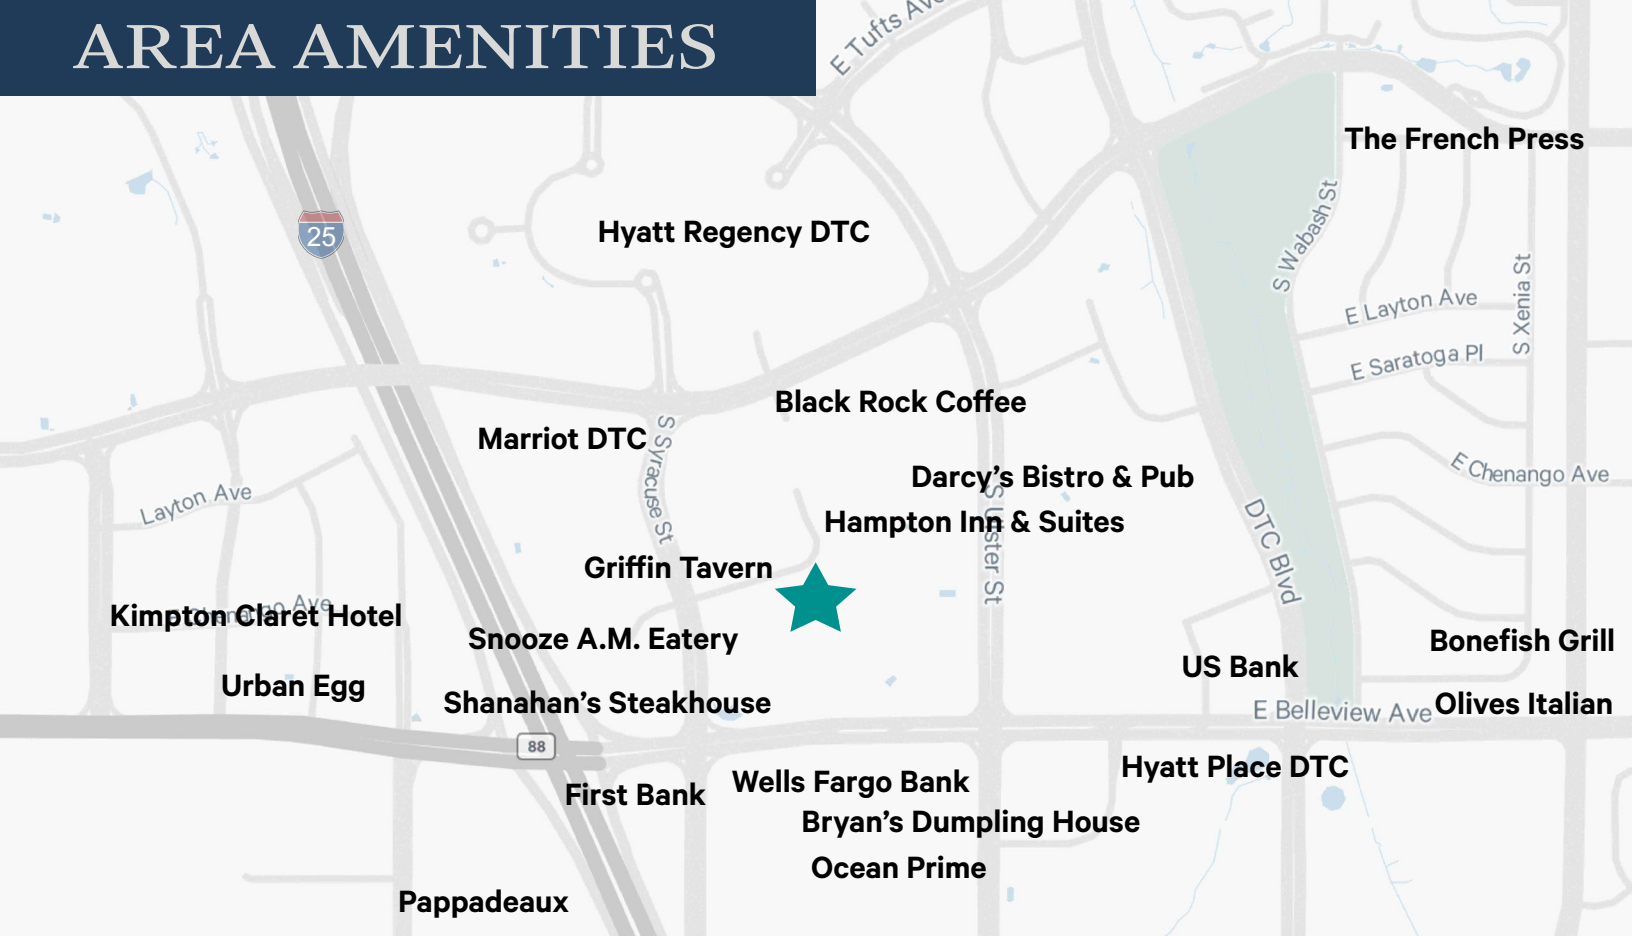 AREA AMENITIES
E Tufts Ave
The French Press
S Wabash St
25
Hyatt Regency DTC
E Layton Ave
S Xenia St
E Saratoga Pl
Black Rock Coffee
Marriot DTC
S Syracuse St
Darcy’s Bistro & Pub
E Chenango Ave
Layton Ave
Hampton Inn & Suites
S Ulster St
DTC Blvd
Griffin Tavern
E Chenango Ave
Kimpton Claret Hotel
Snooze A.M. Eatery
Bonefish Grill
US Bank
Urban Egg
Shanahan’s Steakhouse
E Belleview Ave
Olives Italian
88
Hyatt Place DTC
Wells Fargo Bank
First Bank
Bryan’s Dumpling House
Ocean Prime
Pappadeaux